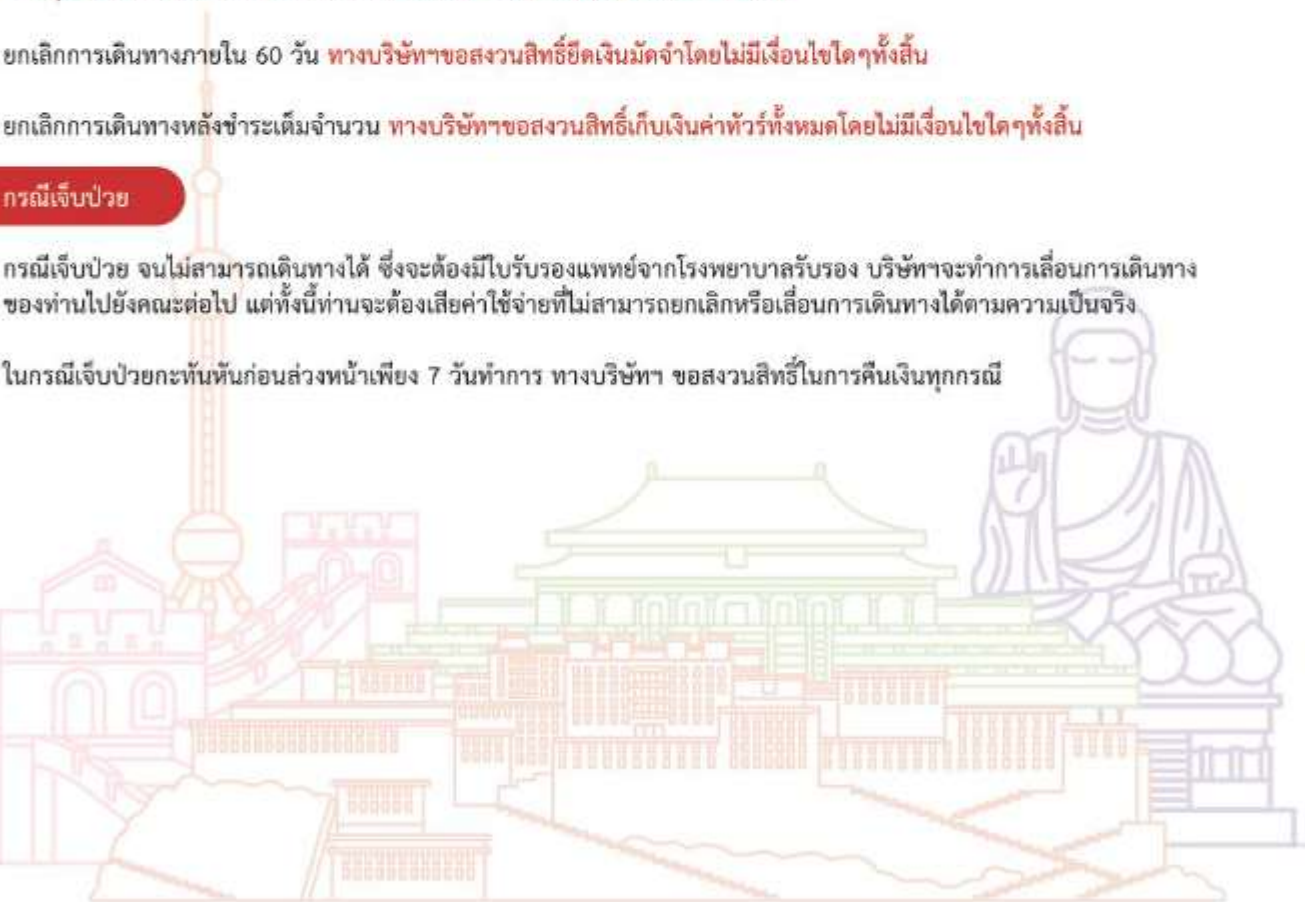 ยกเลิกการเดินทางภายใน 60 วัน ทางบริษัทฯขอสงวนสิทธิ์ยึดเงินมัดจำโดยไม่มีเงื่อนไขใดๆทั้งสิ้น
ยกเลิกการเดินทางหลังชำระเต็มจำนวน ทางบริษัทฯขอสงวนสิทธิ์เก็บเงินค่าทัวร์ทั้งหมดโดยไม่มีเงื่อนไขใดๆทั้งสิ้น
กรณีเจ็บป่วย
กรณีเจ็บป่วย จนไม่สามารถเดินทางได้ ซึ่งจะต้องมีใบรับรองแพทย์จากโรงพยาบาลรับรอง บริษัทฯจะทำการเลื่อนการเดินทาง
ของท่านไปยังคณะต่อไป แต่ทั้งนี้ท่านจะต้องเสียค่าใช้จ่ายที่ไม่สามารถยกเลิกหรือเลื่อนการเดินทางได้ตามความเป็นจริง
ในกรณีเจ็บป่วยกะทันหันก่อนล่วงหน้าเพียง 7 วันทำการ ทางบริษัทฯ ขอสงวนสิทธิ์ในการคืนเงินทุกกรณี